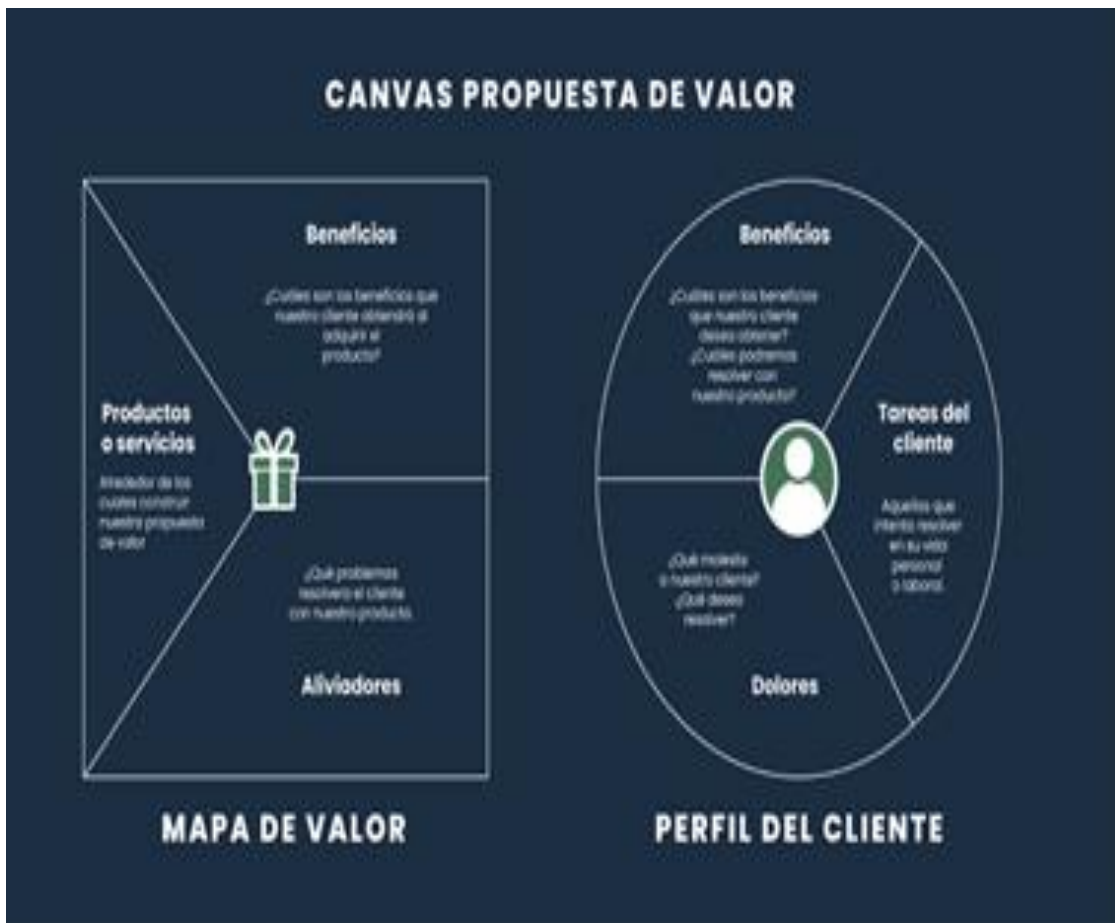 CANVAS PROPUESTA DE VALOR
Beneficios
¿Cuáles son los beneficios que
nuestro cliente obtendrá al
adquirir el
producto?
Productos
o servicios
Alrededor de los
cuales construir
nuestra propuesta
de valor
¿Qué problemas
resolverá el cliente
con nuestro producto.
Aliviadores
MAPA DE VALOR
Beneficios
¿Cuáles son los beneficios
que nuestro cliente
desea obtener?
¿Cuáles podremos
resolver con
nuestro producto?
Tareas del
cliente
Aquellas que
intenta resolver
en su vida
personal
o laboral.
¿Qué molesta
a nuestro cliente?
¿Qué desea
resolver?
Dolores
PERFIL DEL CLIENTE